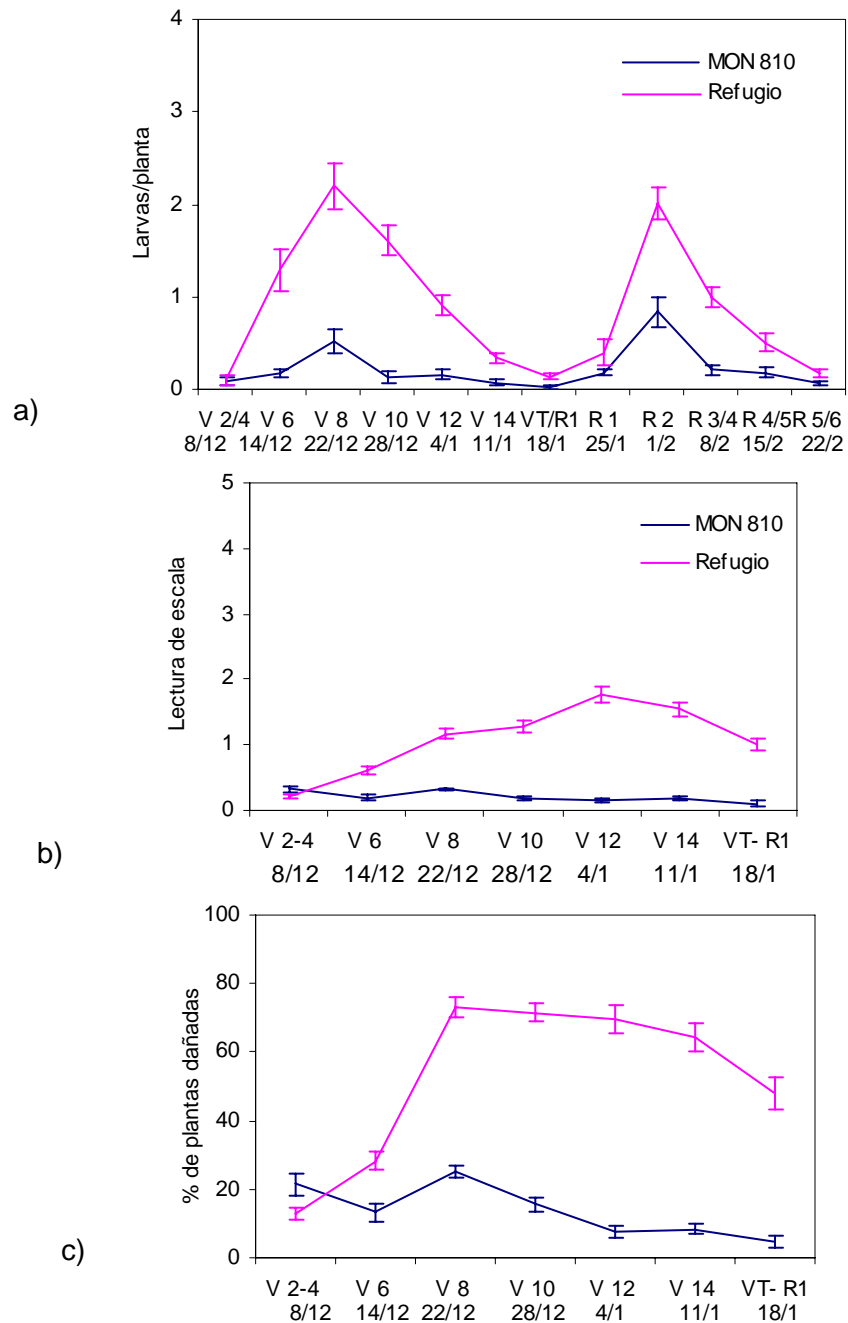 4
3
2
1
0
Larvas/planta
MON 810
Refugio
V 2/4 V 6 V 8 V 10 V 12 V 14 VT/R1 R 1 R 2 R 3/4 R 4/5 R 5/6
8/12 14/12 22/12 28/12 4/1 11/1 18/1 25/1 1/2 8/2 15/2 22/2
a)
5
4
3
2
1
0
Lectura de escala
MON 810
Refugio
V 2-4 V 6 V 8 V 10 V 12 V 14 VT- R1
8/12 14/12 22/12 28/12 4/1 11/1 18/1
b)
100
80
60
40
20
0
% de plantas dañadas
V 2-4 V 6 V 8 V 10 V 12 V 14 VT- R1
8/12 14/12 22/12 28/12 4/1 11/1 18/1
c)